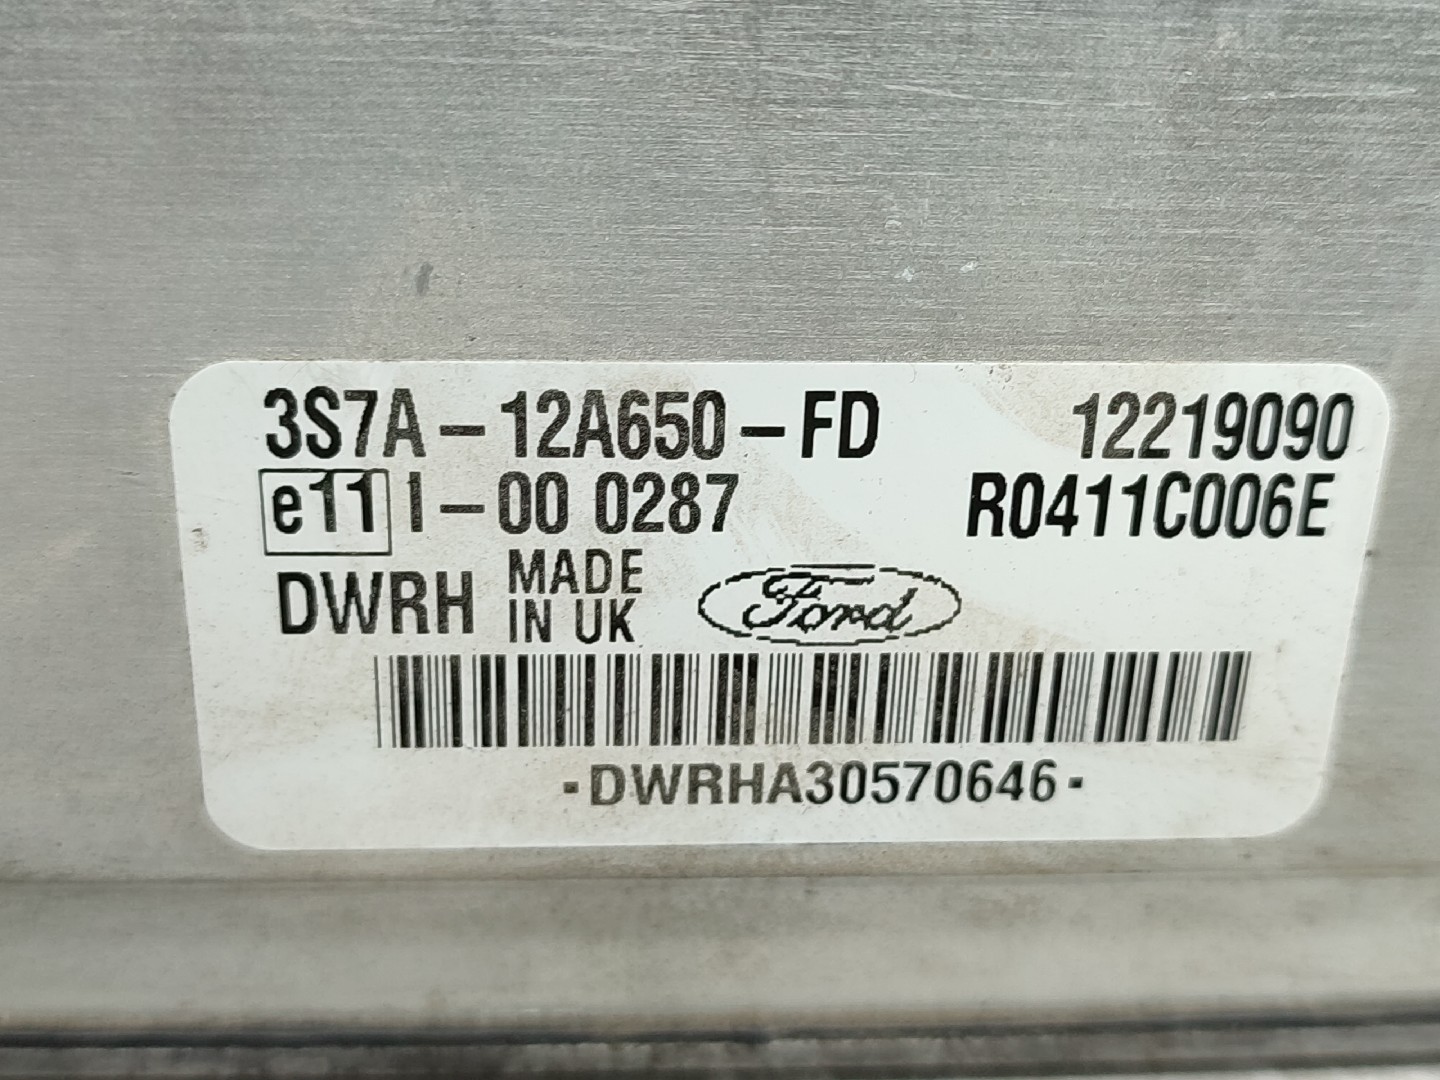 3S7A-12A650-FD 12219090
e11 I-00 0287 R0411C006E
DWRH MADE IN UK Ford
-DWRHA30570646-